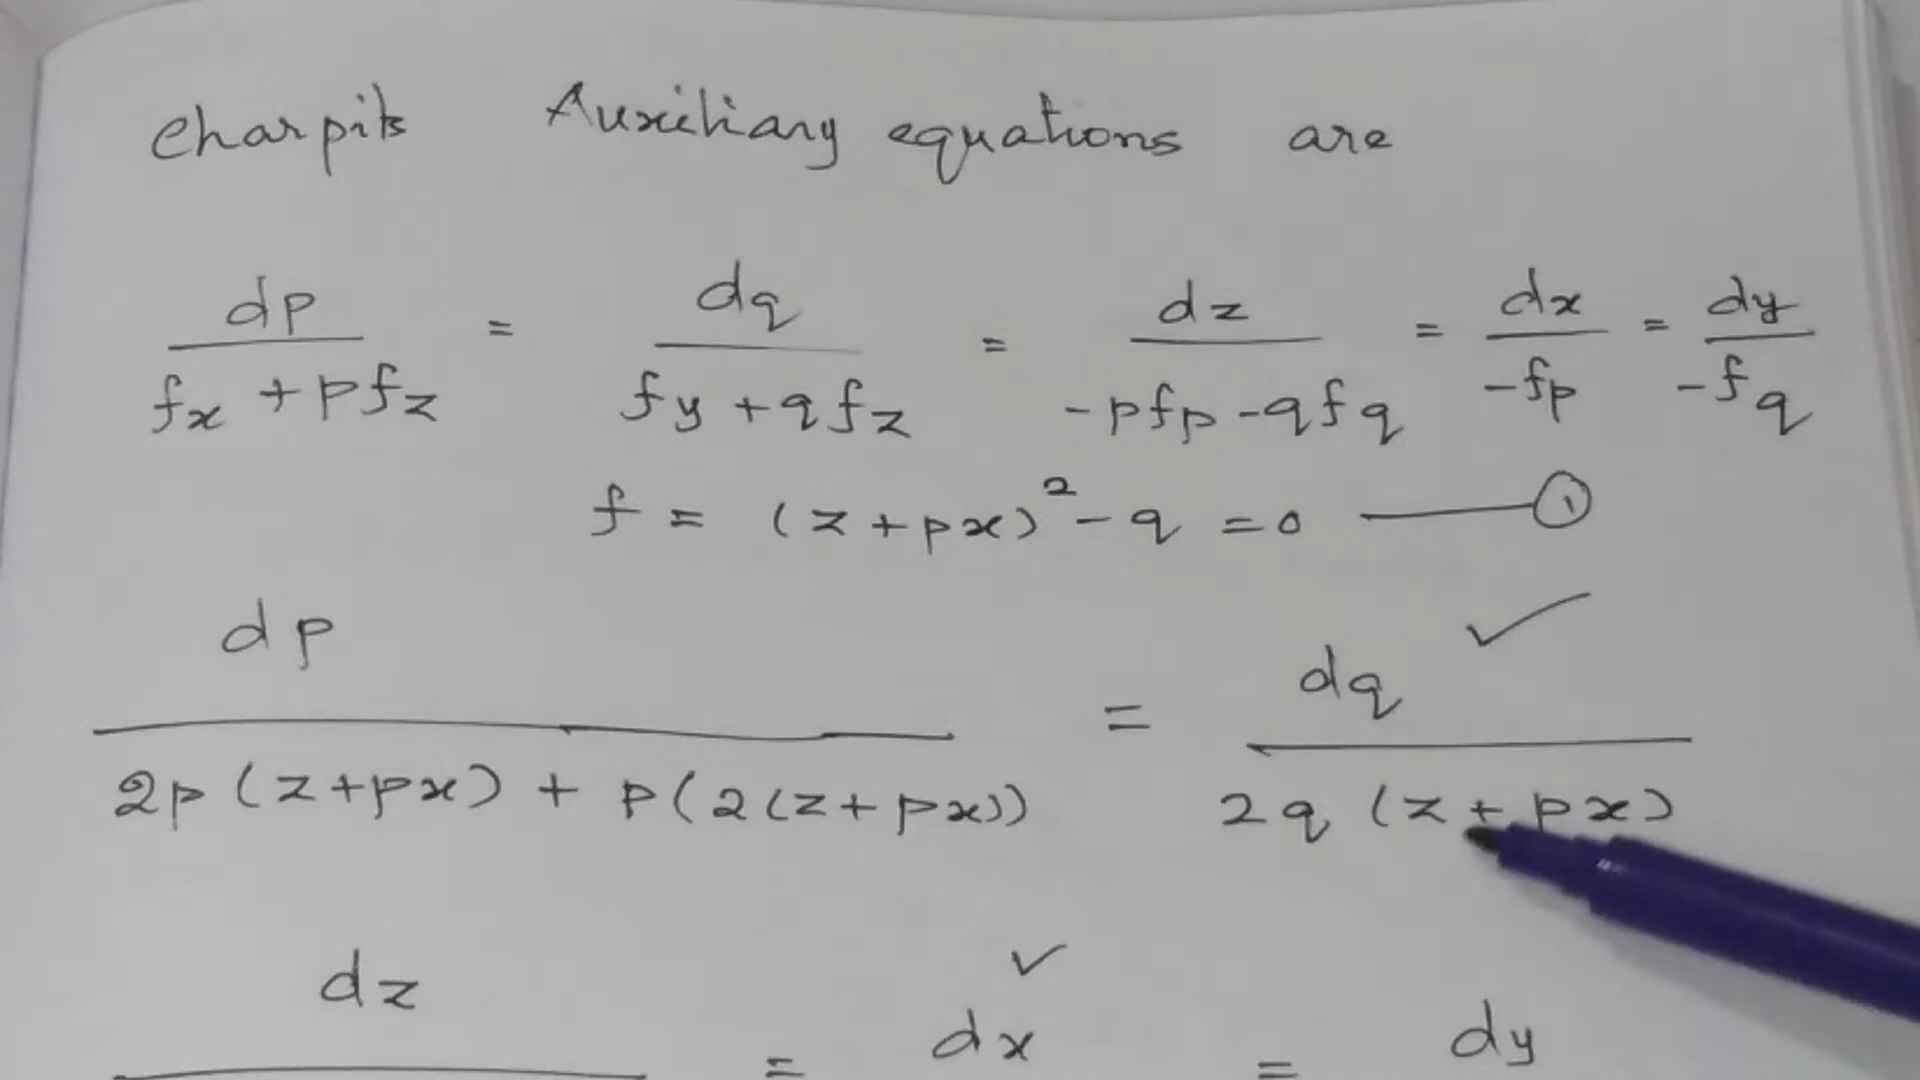 charpits Auxiliary equations are
dp / (fx + pfz) = dq / (fy + qfz) = dz / (-pfp - qfq) = dx / -fp = dy / -fq
f = (z + px)² - q = 0 —— ①
dp / (2p(z+px) + p(2(z+px))) = dq ✓ / (2q(z+px))
dz = dx ✓ = dy